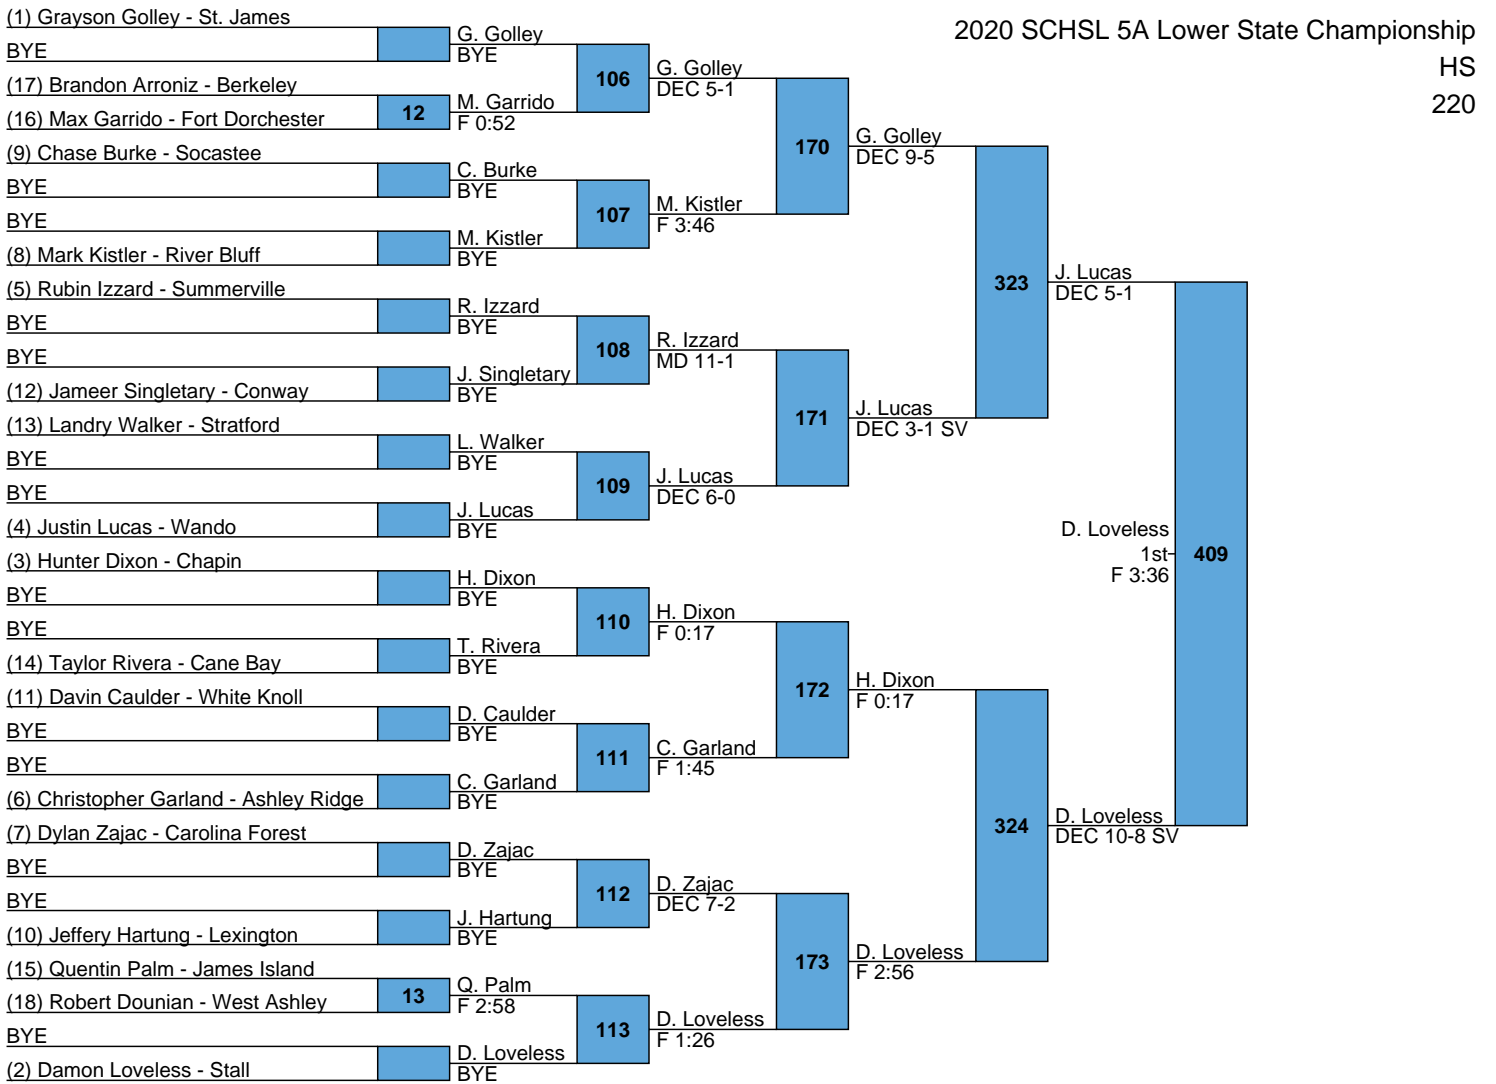 2020 SCHSL 5A Lower State Championship
HS
220
(1) Grayson Golley - St. James
BYE
(17) Brandon Arroniz - Berkeley
(16) Max Garrido - Fort Dorchester
(9) Chase Burke - Socastee
BYE
BYE
(8) Mark Kistler - River Bluff
(5) Rubin Izzard - Summerville
BYE
BYE
(12) Jameer Singletary - Conway
(13) Landry Walker - Stratford
BYE
BYE
(4) Justin Lucas - Wando
(3) Hunter Dixon - Chapin
BYE
BYE
(14) Taylor Rivera - Cane Bay
(11) Davin Caulder - White Knoll
BYE
BYE
(6) Christopher Garland - Ashley Ridge
(7) Dylan Zajac - Carolina Forest
BYE
BYE
(10) Jeffery Hartung - Lexington
(15) Quentin Palm - James Island
(18) Robert Dounian - West Ashley
BYE
(2) Damon Loveless - Stall
12
13
G. Golley
BYE
M. Garrido
F 0:52
C. Burke
BYE
M. Kistler
BYE
R. Izzard
BYE
J. Singletary
BYE
L. Walker
BYE
J. Lucas
BYE
H. Dixon
BYE
T. Rivera
BYE
D. Caulder
BYE
C. Garland
BYE
D. Zajac
BYE
J. Hartung
BYE
Q. Palm
F 2:58
D. Loveless
BYE
106
107
108
109
110
111
112
113
G. Golley
DEC 5-1
M. Kistler
F 3:46
R. Izzard
MD 11-1
J. Lucas
DEC 6-0
H. Dixon
F 0:17
C. Garland
F 1:45
D. Zajac
DEC 7-2
D. Loveless
F 1:26
170
171
172
173
G. Golley
DEC 9-5
J. Lucas
DEC 3-1 SV
H. Dixon
F 0:17
D. Loveless
F 2:56
323
324
J. Lucas
DEC 5-1
D. Loveless
DEC 10-8 SV
D. Loveless
1st
F 3:36
409